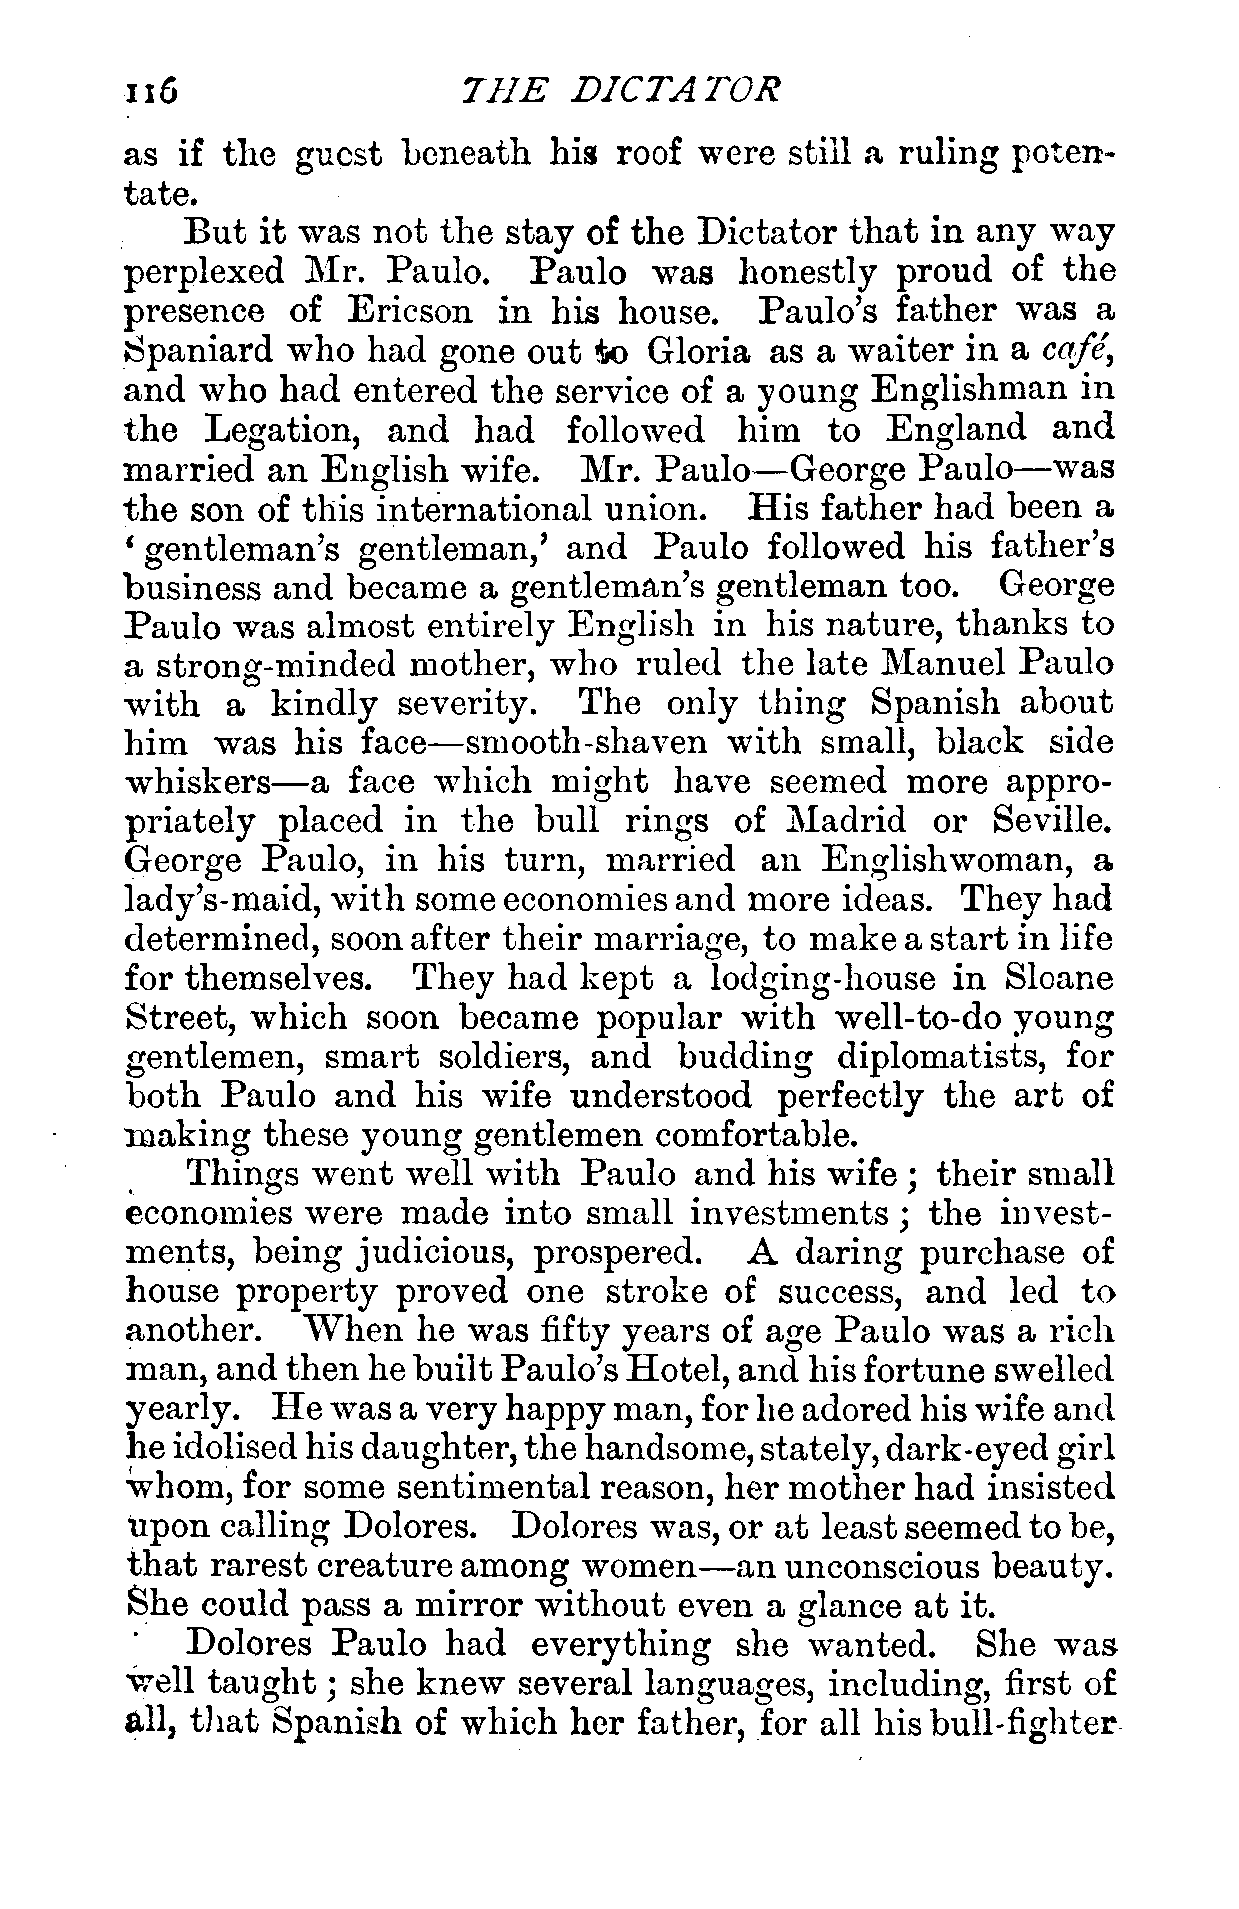 116 THE DICTATOR
as if the guest beneath his roof were still a ruling poten-
tate.
But it was not the stay of the Dictator that in any way
perplexed Mr. Paulo. Paulo was honestly proud of the
presence of Ericson in his house. Paulo's father was a
Spaniard who had gone out to Gloria as a waiter in a café,
and who had entered the service of a young Englishman in
the Legation, and had followed him to England and
married an English wife. Mr. Paulo—George Paulo—was
the son of this international union. His father had been a
‘gentleman's gentleman,’ and Paulo followed his father's
business and became a gentleman's gentleman too. George
Paulo was almost entirely English in his nature, thanks to
a strong-minded mother, who ruled the late Manuel Paulo
with a kindly severity. The only thing Spanish about
him was his face—smooth-shaven with small, black side
whiskers—a face which might have seemed more appro-
priately placed in the bull rings of Madrid or Seville.
George Paulo, in his turn, married an Englishwoman, a
lady's-maid, with some economies and more ideas. They had
determined, soon after their marriage, to make a start in life
for themselves. They had kept a lodging-house in Sloane
Street, which soon became popular with well-to-do young
gentlemen, smart soldiers, and budding diplomatists, for
both Paulo and his wife understood perfectly the art of
making these young gentlemen comfortable.
Things went well with Paulo and his wife; their small
economies were made into small investments; the invest-
ments, being judicious, prospered. A daring purchase of
house property proved one stroke of success, and led to
another. When he was fifty years of age Paulo was a rich
man, and then he built Paulo's Hotel, and his fortune swelled
yearly. He was a very happy man, for he adored his wife and
he idolised his daughter, the handsome, stately, dark-eyed girl
whom, for some sentimental reason, her mother had insisted
upon calling Dolores. Dolores was, or at least seemed to be,
that rarest creature among women—an unconscious beauty.
She could pass a mirror without even a glance at it.
Dolores Paulo had everything she wanted. She was
well taught; she knew several languages, including, first of
all, that Spanish of which her father, for all his bull-fighter